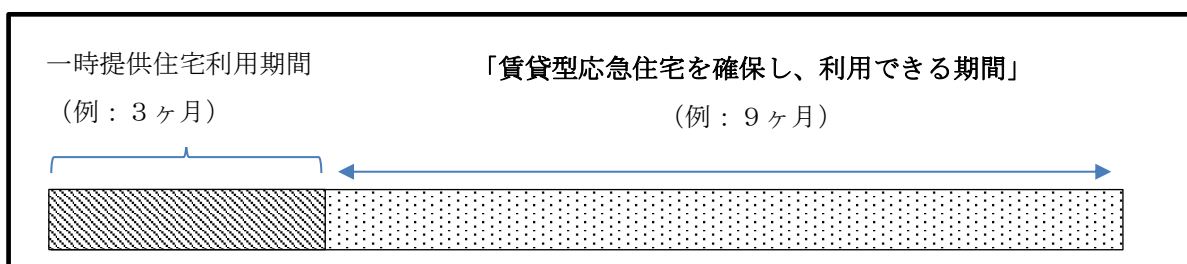 一時提供住宅利用期間
（例：３ヶ月）
「賃貸型応急住宅を確保し、利用できる期間」
（例：９ヶ月）